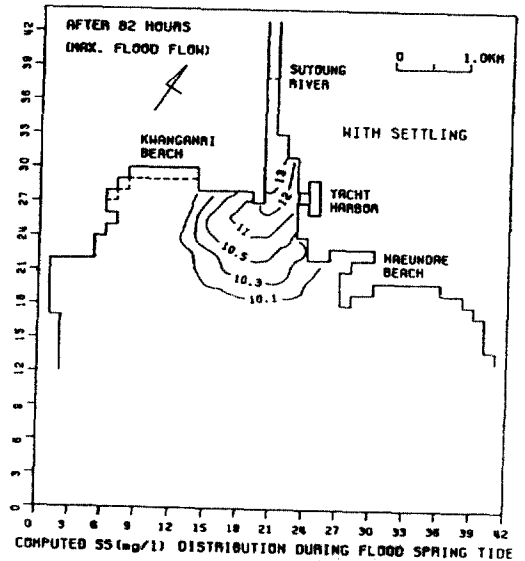 AFTER 82 HOURS
(MAX. FLOOD FLOW)
0 1.0KM
SUYOUNG
RIVER
KWANGANRI
BEACH
WITH SETTLING
YACHT
HARBOR
HAEUNDAE
BEACH
13
12
11
10.5
10.3
10.1
42
39
36
33
30
27
24
21
18
15
12
9
6
3
0
0 3 6 9 12 15 18 21 24 27 30 33 36 39 42
COMPUTED SS(mg/l) DISTRIBUTION DURING FLOOD SPRING TIDE